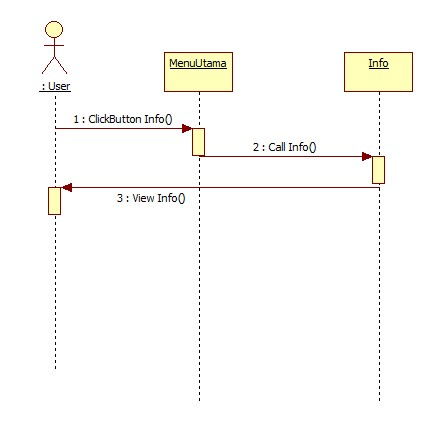 MenuUtama
Info
: User
1 : ClickButton Info()
2 : Call Info()
3 : View Info()